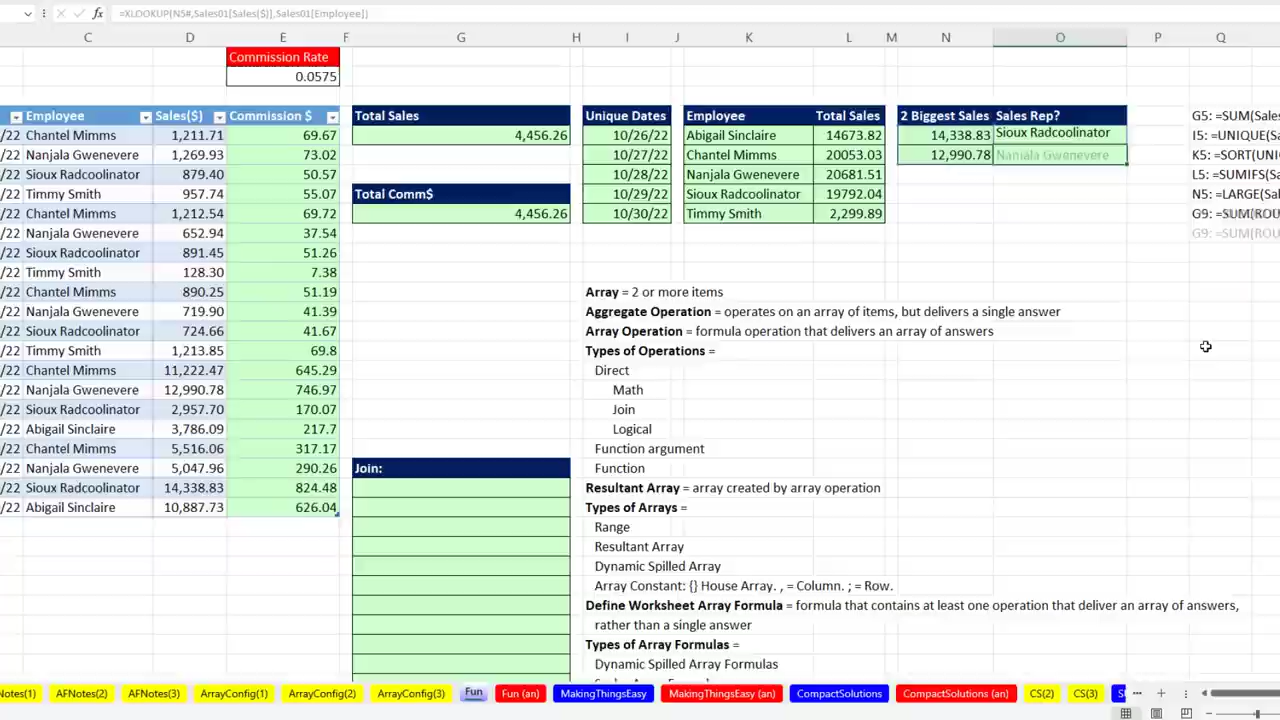 =XLOOKUP(N5#,Sales01[Sales($)],Sales01[Employee])
C D E F G H I J K L M N O P Q
Commission Rate
0.0575
Employee Sales($) Commission $ Total Sales Unique Dates Employee Total Sales 2 Biggest Sales Sales Rep? G5: =SUM(Sales
/22 Chantel Mimms 1,211.71 69.67 4,456.26 10/26/22 Abigail Sinclaire 14673.82 14,338.83 Sioux Radcoolinator I5: =UNIQUE(Sa
/22 Nanjala Gwenevere 1,269.93 73.02 10/27/22 Chantel Mimms 20053.03 12,990.78 Nanjala Gwenevere K5: =SORT(UNI
/22 Sioux Radcoolinator 879.40 50.57 10/28/22 Nanjala Gwenevere 20681.51 L5: =SUMIFS(Sa
/22 Timmy Smith 957.74 55.07 Total Comm$ 10/29/22 Sioux Radcoolinator 19792.04 N5: =LARGE(Sal
/22 Chantel Mimms 1,212.54 69.72 4,456.26 10/30/22 Timmy Smith 2,299.89 G9: =SUM(ROU
/22 Nanjala Gwenevere 652.94 37.54 G9: =SUM(ROU
/22 Sioux Radcoolinator 891.45 51.26
/22 Timmy Smith 128.30 7.38
/22 Chantel Mimms 890.25 51.19 Array = 2 or more items
/22 Nanjala Gwenevere 719.90 41.39 Aggregate Operation = operates on an array of items, but delivers a single answer
/22 Sioux Radcoolinator 724.66 41.67 Array Operation = formula operation that delivers an array of answers
/22 Timmy Smith 1,213.85 69.8 Types of Operations =
/22 Chantel Mimms 11,222.47 645.29 Direct
/22 Nanjala Gwenevere 12,990.78 746.97 Math
/22 Sioux Radcoolinator 2,957.70 170.07 Join
/22 Abigail Sinclaire 3,786.09 217.7 Logical
/22 Chantel Mimms 5,516.06 317.17 Function argument
/22 Nanjala Gwenevere 5,047.96 290.26 Join: Function
/22 Sioux Radcoolinator 14,338.83 824.48 Resultant Array = array created by array operation
/22 Abigail Sinclaire 10,887.73 626.04 Types of Arrays =
Range
Resultant Array
Dynamic Spilled Array
Array Constant: {} House Array. , = Column. ; = Row.
Define Worksheet Array Formula = formula that contains at least one operation that deliver an array of answers,
rather than a single answer
Types of Array Formulas =
Dynamic Spilled Array Formulas
Notes(1) AFNotes(2) AFNotes(3) ArrayConfig(1) ArrayConfig(2) ArrayConfig(3) Fun Fun (an) MakingThingsEasy MakingThingsEasy (an) CompactSolutions CompactSolutions (an) CS(2) CS(3)